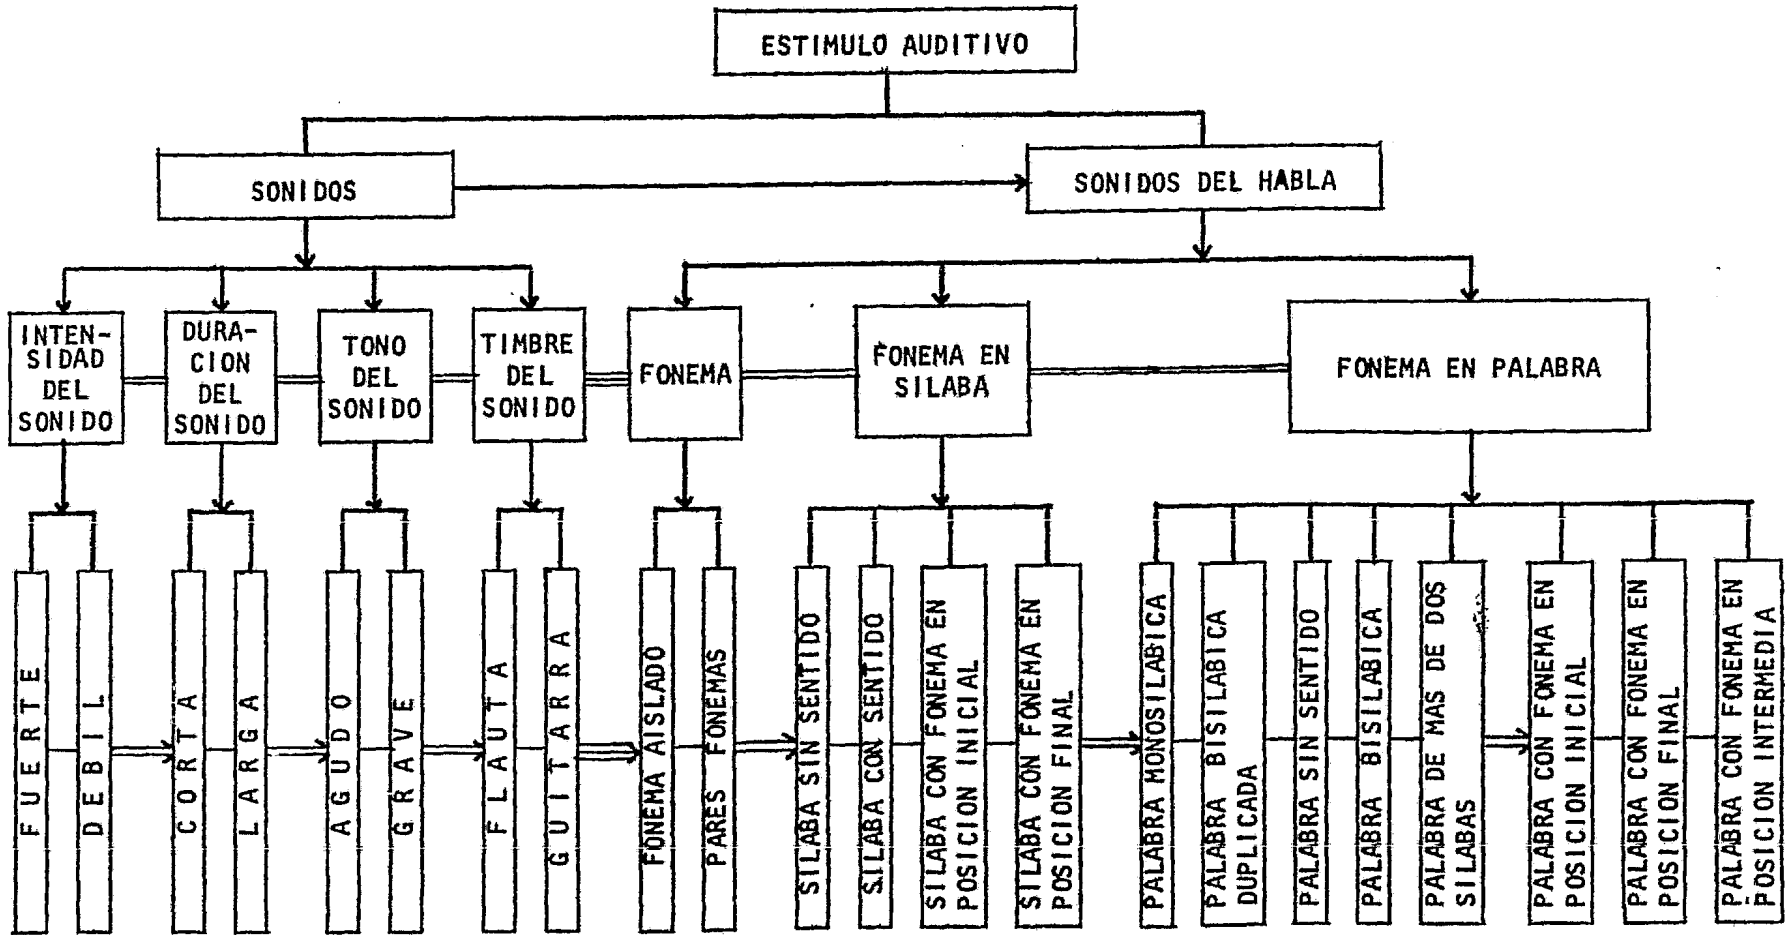 ESTIMULO AUDITIVO
SONIDOS
SONIDOS DEL HABLA
INTEN-
SIDAD
DEL
SONIDO
DURA-
CION
DEL
SONIDO
TONO
DEL
SONIDO
TIMBRE
DEL
SONIDO
FONEMA
FONEMA EN
SILABA
FONEMA EN PALABRA
FUERTE
DEBIL
CORTA
LARGA
AGUDO
GRAVE
FLAUTA
GUITARRA
FONEMA AISLADO
PARES FONEMAS
SILABA SIN SENTIDO
SILABA CON SENTIDO
SILABA CON FONEMA EN
POSICION INICIAL
SILABA CON FONEMA EN
POSICION FINAL
PALABRA MONOSILABICA
PALABRA BISILABICA
DUPLICADA
PALABRA SIN SENTIDO
PALABRA BISILABICA
PALABRA DE MAS DE DOS
SILABAS
PALABRA CON FONEMA EN
POSICION INICIAL
PALABRA CON FONEMA EN
POSICION FINAL
PALABRA CON FONEMA EN
POSICION INTERMEDIA